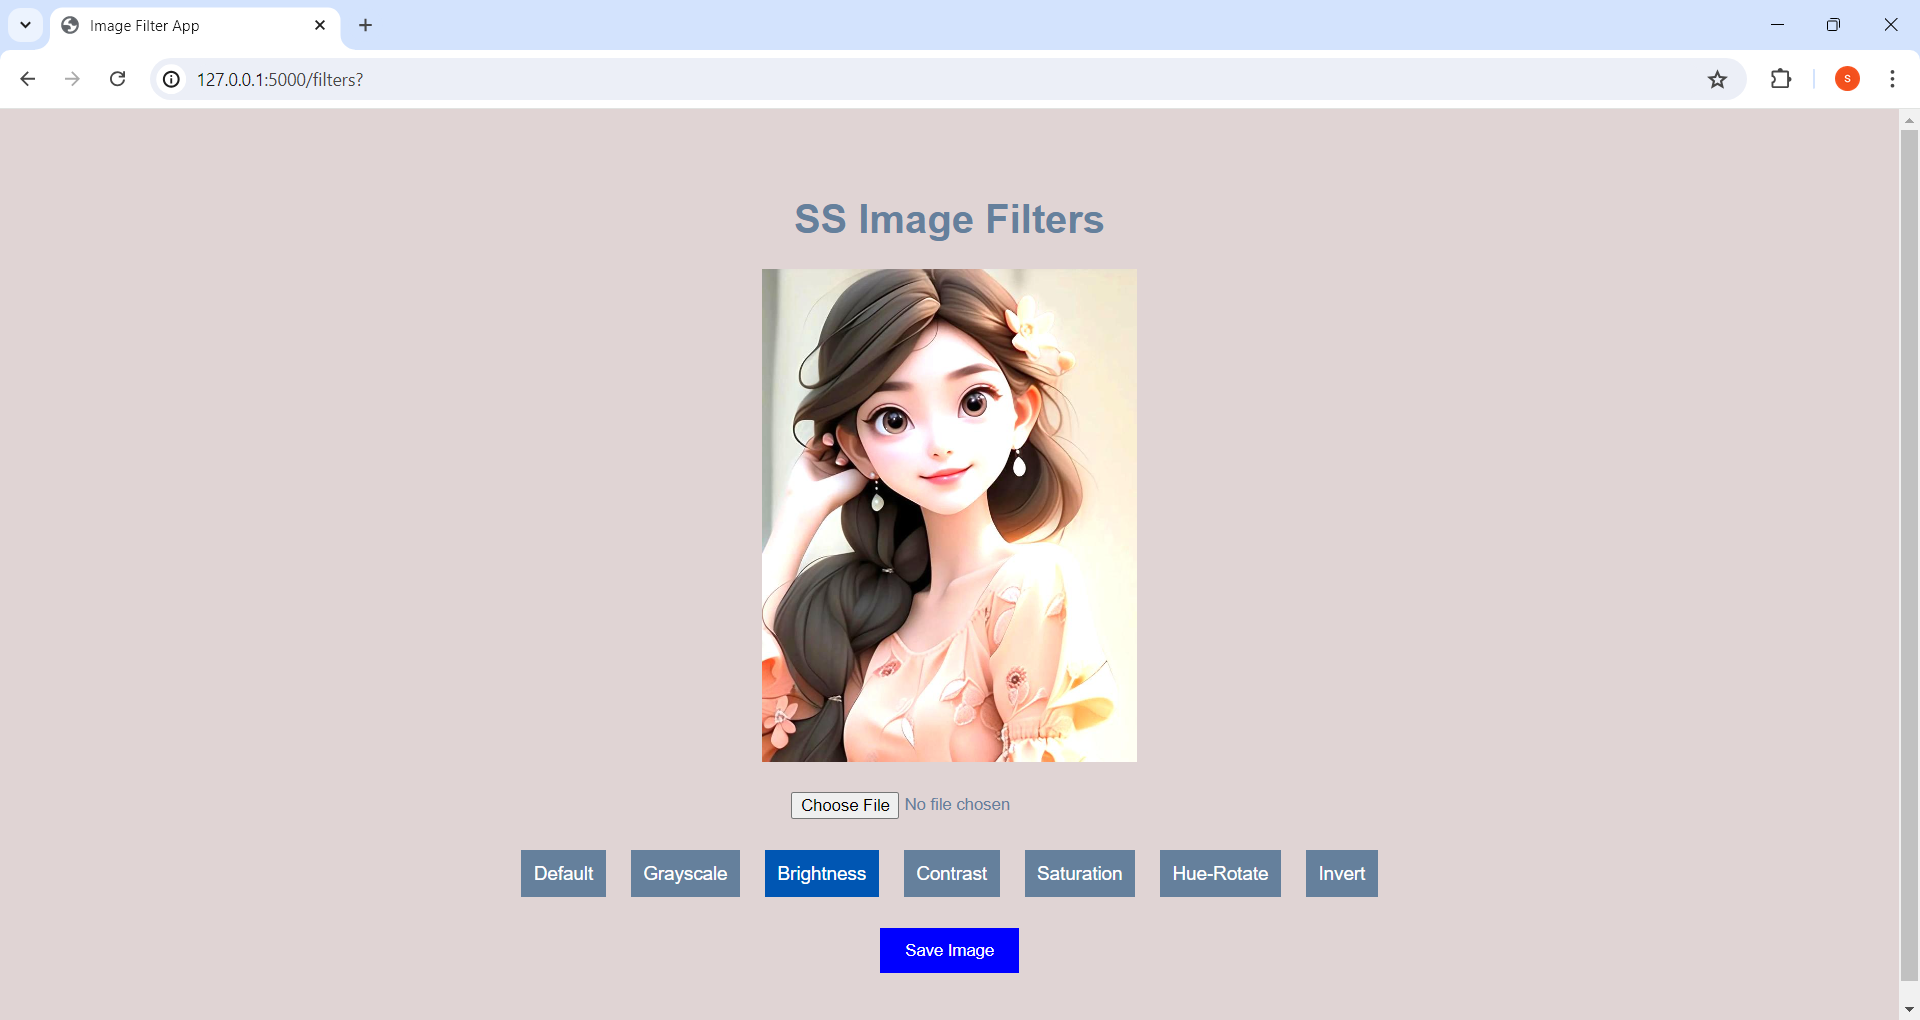 Image Filter App
127.0.0.1:5000/filters?
S
SS Image Filters
Choose File No file chosen
Default Grayscale Brightness Contrast Saturation Hue-Rotate Invert
Save Image